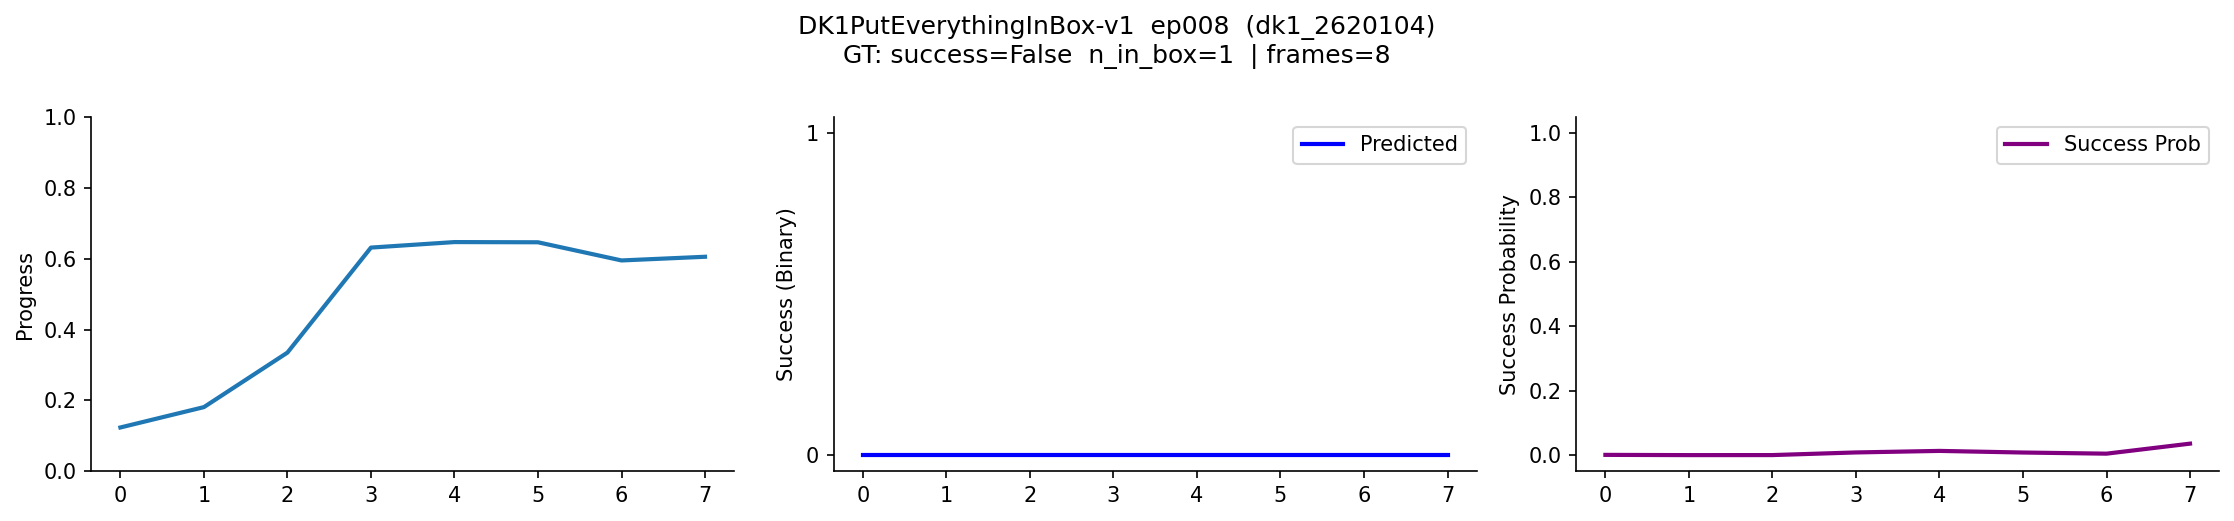 DK1PutEverythingInBox-v1 ep008 (dk1_2620104)
GT: success=False n_in_box=1 | frames=8
Progress
1.0
0.8
0.6
0.4
0.2
0.0
0 1 2 3 4 5 6 7
Success (Binary)
1
0
Predicted
0 1 2 3 4 5 6 7
Success Probability
1.0
0.8
0.6
0.4
0.2
0.0
Success Prob
0 1 2 3 4 5 6 7